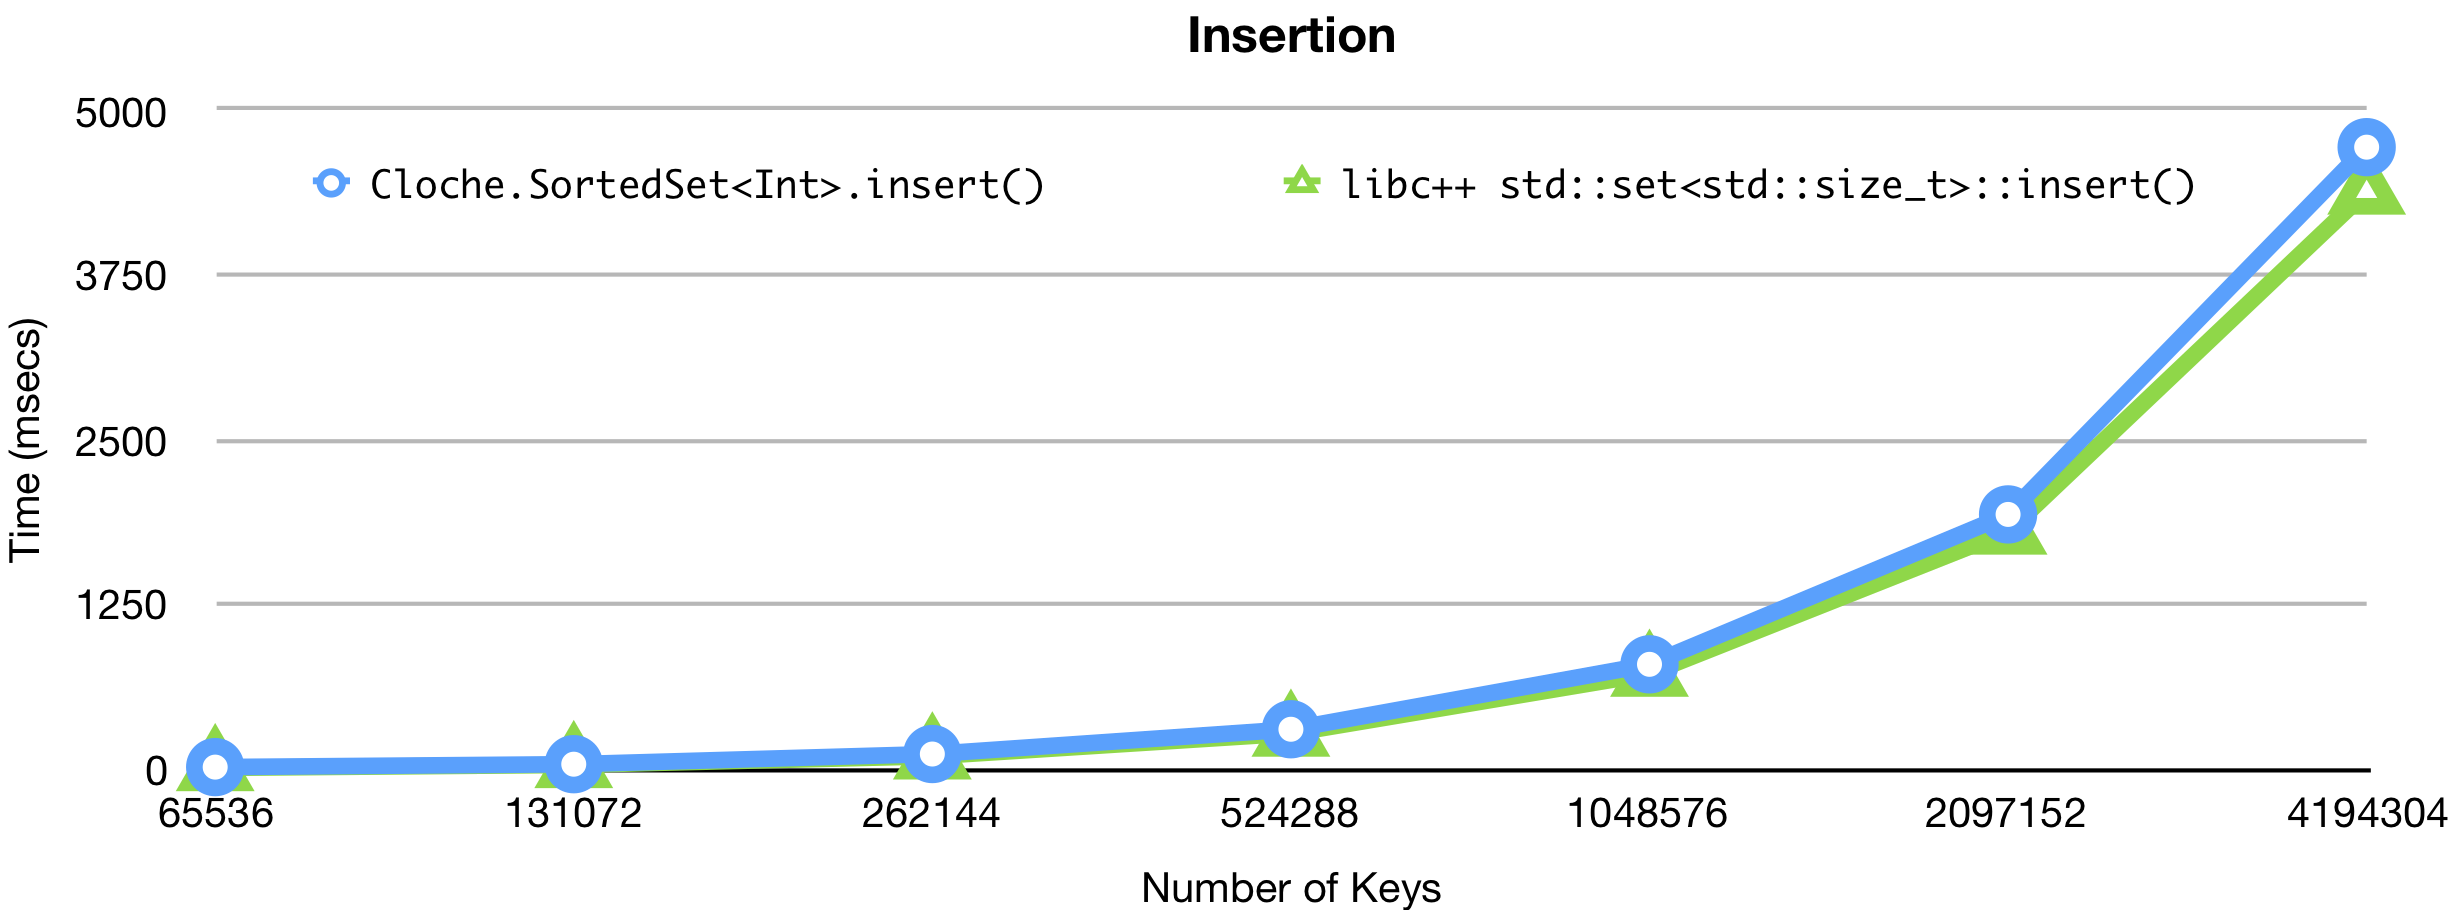 Insertion
5000
Cloche.SortedSet<Int>.insert()
libc++ std::set<std::size_t>::insert()
3750
2500
1250
0
Time (msecs)
65536
131072
262144
524288
1048576
2097152
4194304
Number of Keys